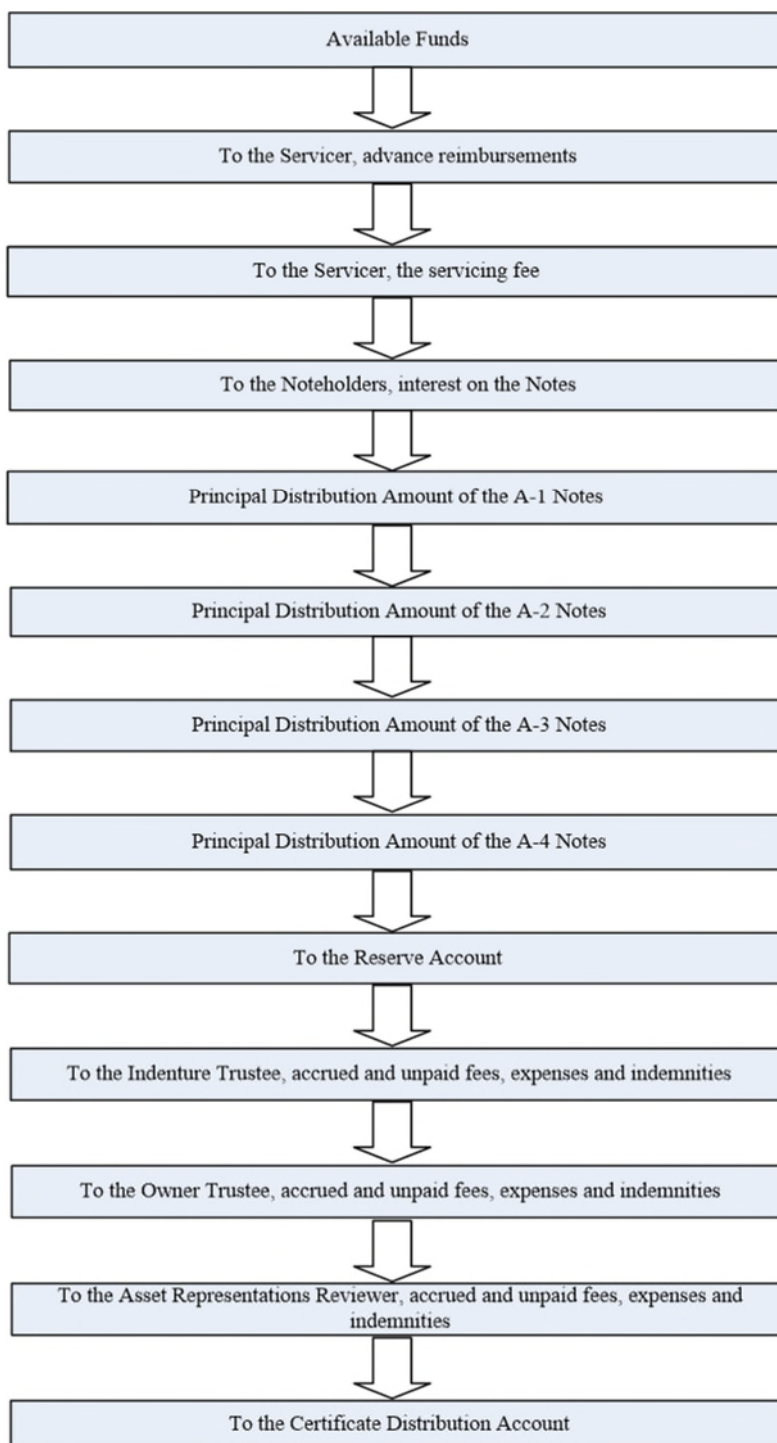 Available Funds
To the Servicer, advance reimbursements
To the Servicer, the servicing fee
To the Noteholders, interest on the Notes
Principal Distribution Amount of the A-1 Notes
Principal Distribution Amount of the A-2 Notes
Principal Distribution Amount of the A-3 Notes
Principal Distribution Amount of the A-4 Notes
To the Reserve Account
To the Indenture Trustee, accrued and unpaid fees, expenses and indemnities
To the Owner Trustee, accrued and unpaid fees, expenses and indemnities
To the Asset Representations Reviewer, accrued and unpaid fees, expenses and
indemnities
To the Certificate Distribution Account